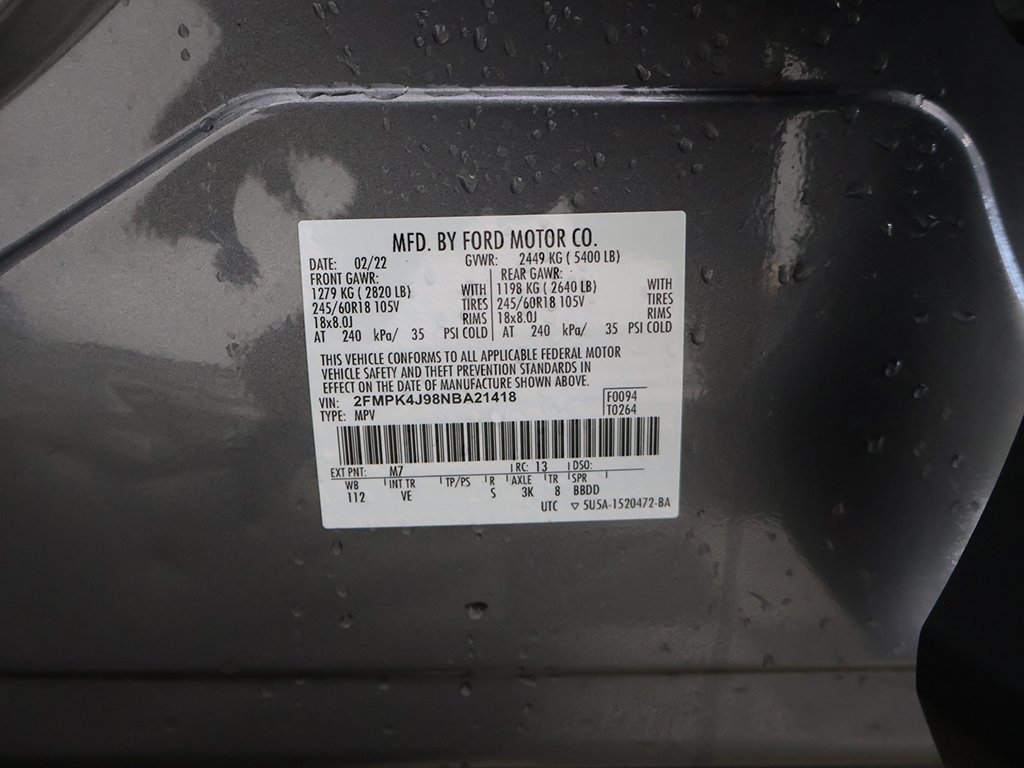 MFD. BY FORD MOTOR CO.
DATE: 02/22 GVWR: 2449 KG ( 5400 LB)
FRONT GAWR: REAR GAWR:
1279 KG ( 2820 LB) WITH 1198 KG ( 2640 LB) WITH
245/60R18 105V TIRES 245/60R18 105V TIRES
18x8.0J RIMS 18x8.0J RIMS
AT 240 kPa/ 35 PSI COLD AT 240 kPa/ 35 PSI COLD
THIS VEHICLE CONFORMS TO ALL APPLICABLE FEDERAL MOTOR
VEHICLE SAFETY AND THEFT PREVENTION STANDARDS IN
EFFECT ON THE DATE OF MANUFACTURE SHOWN ABOVE.
VIN: 2FMPK4J98NBA21418 F0094
TYPE: MPV T0264
EXT PNT: M7 RC: 13 DSO:
WB INT TR TP/PS R AXLE TR SPR
112 VE S 3K 8 BBDD
UTC ▽ 5U5A-1520472-BA